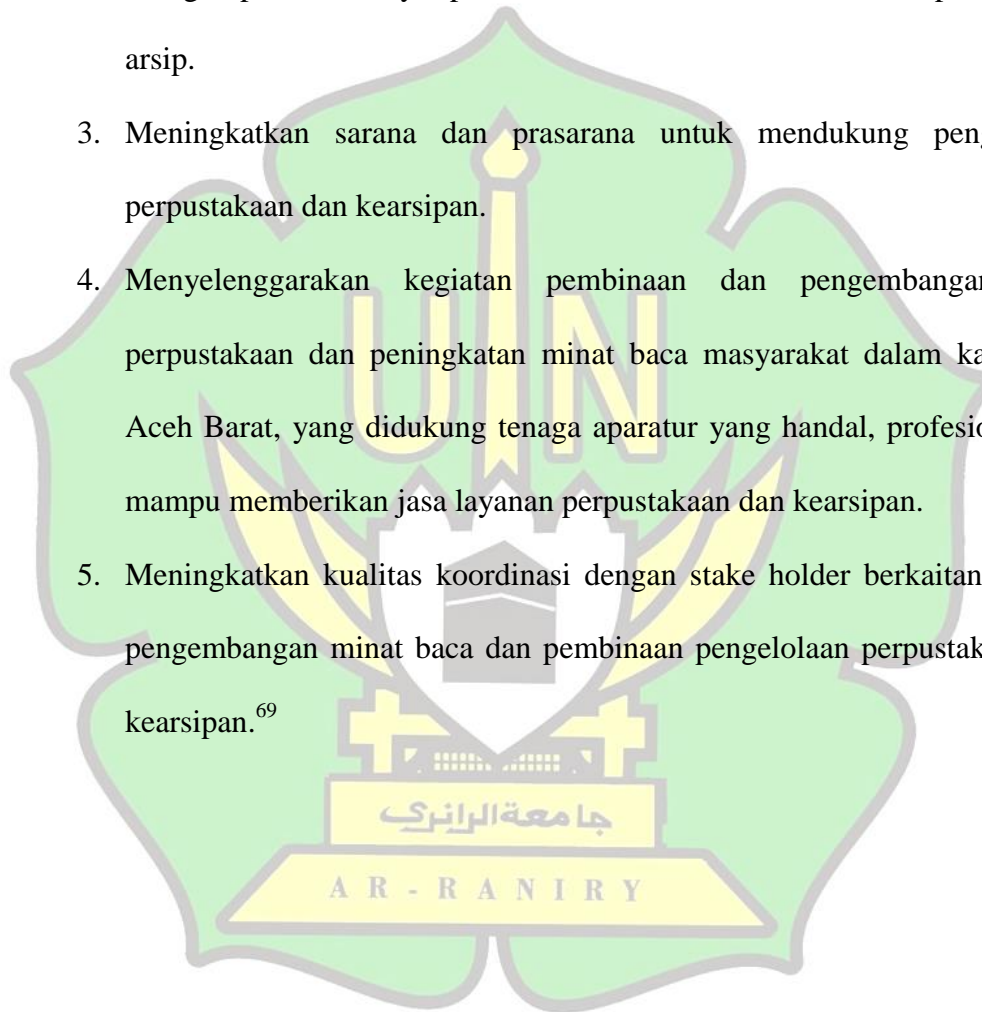 arsip.
3. Meningkatkan sarana dan prasarana untuk mendukung peng
perpustakaan dan kearsipan.
4. Menyelenggarakan kegiatan pembinaan dan pengembangan
perpustakaan dan peningkatan minat baca masyarakat dalam ka
Aceh Barat, yang didukung tenaga aparatur yang handal, profesio
mampu memberikan jasa layanan perpustakaan dan kearsipan.
5. Meningkatkan kualitas koordinasi dengan stake holder berkaitan
pengembangan minat baca dan pembinaan pengelolaan perpustak
kearsipan.69
UIN
جامعة الرانري
AR-RANIRY